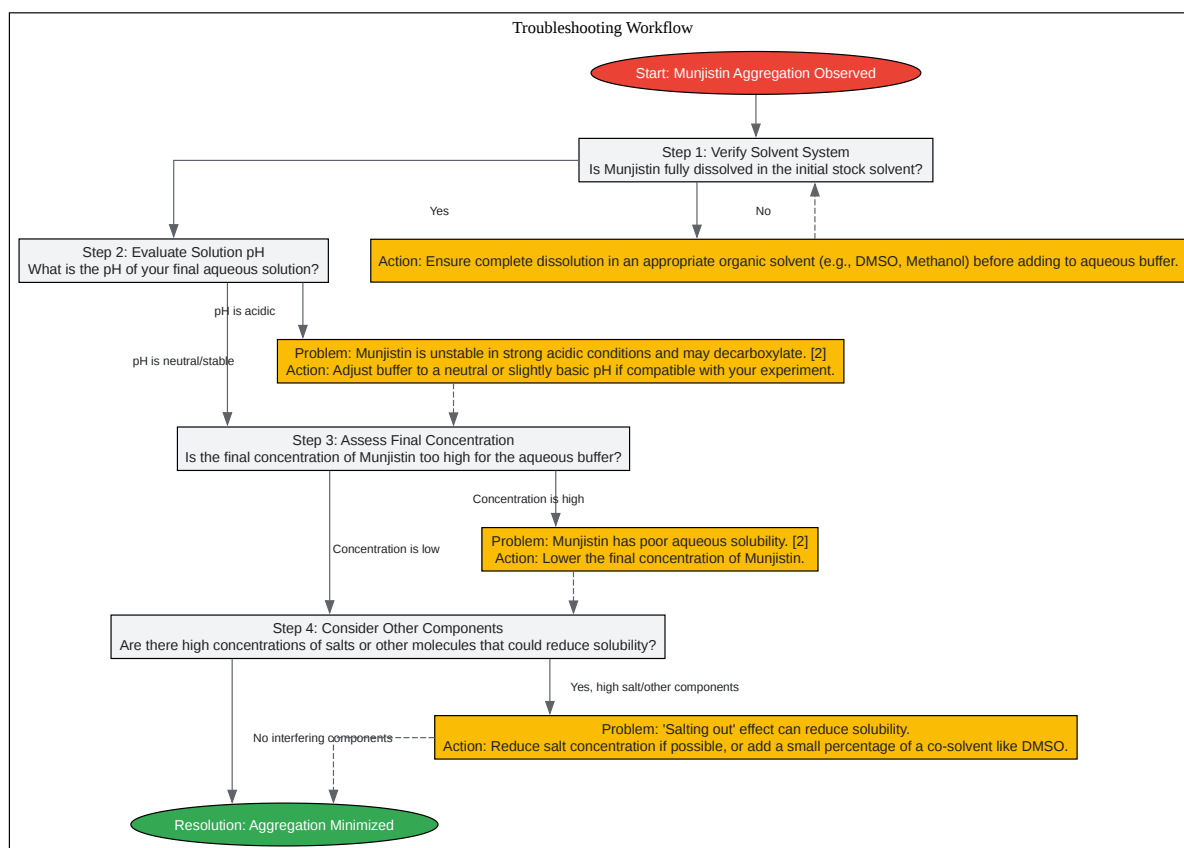 Troubleshooting Workflow
Start: Munjistin Aggregation Observed
Step 1: Verify Solvent System
Is Munjistin fully dissolved in the initial stock solvent?
Yes
No
Step 2: Evaluate Solution pH
What is the pH of your final aqueous solution?
Action: Ensure complete dissolution in an appropriate organic solvent (e.g., DMSO, Methanol) before adding to aqueous buffer.
pH is acidic
pH is neutral/stable
Problem: Munjistin is unstable in strong acidic conditions and may decarboxylate. [2]
Action: Adjust buffer to a neutral or slightly basic pH if compatible with your experiment.
Step 3: Assess Final Concentration
Is the final concentration of Munjistin too high for the aqueous buffer?
Concentration is high
Concentration is low
Problem: Munjistin has poor aqueous solubility. [2]
Action: Lower the final concentration of Munjistin.
Step 4: Consider Other Components
Are there high concentrations of salts or other molecules that could reduce solubility?
Yes, high salt/other components
No interfering components
Problem: 'Salting out' effect can reduce solubility.
Action: Reduce salt concentration if possible, or add a small percentage of a co-solvent like DMSO.
Resolution: Aggregation Minimized